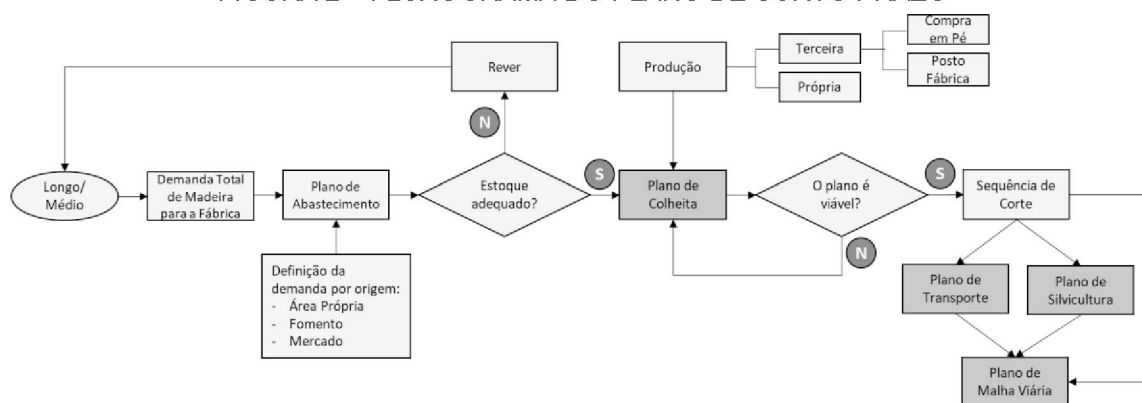 Compra
em Pé
Rever
Produção
Terceira
Própria
Posto
Fábrica
N
Longo/
Médio
Demanda Total
de Madeira
para a Fábrica
Plano de
Abastecimento
Estoque
adequado?
S
Plano de
Colheita
O plano é
viável?
S
N
Sequência de
Corte
Definição da
demanda por origem:
- Área Própria
- Fomento
- Mercado
Plano de
Transporte
Plano de
Silvicultura
Plano de
Malha Viária